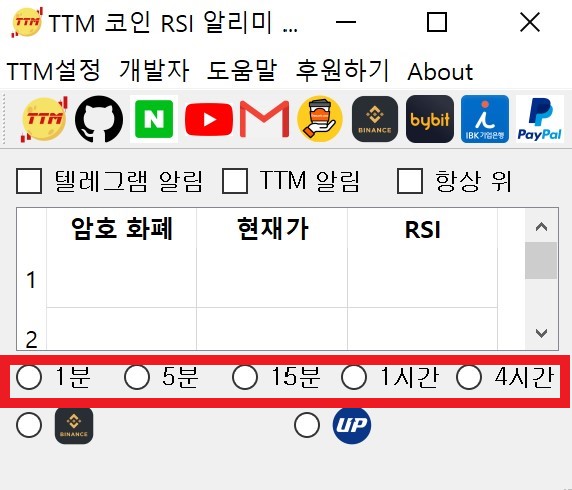 TTM TTM 코인 RSI 알리미 ...
TTM설정 개발자 도움말 후원하기 About
TTM N BINANCE bybit i IBK기업은행 PayPal
텔레그램 알림 TTM 알림 항상 위
암호 화폐 현재가 RSI
1
2
1분 5분 15분 1시간 4시간
BINANCE UP